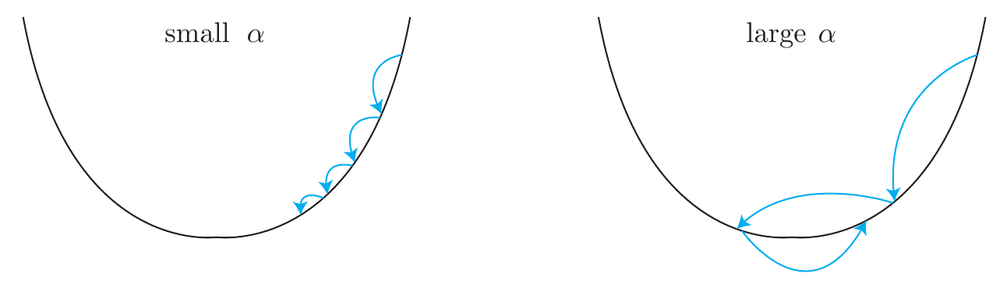 small α
large α